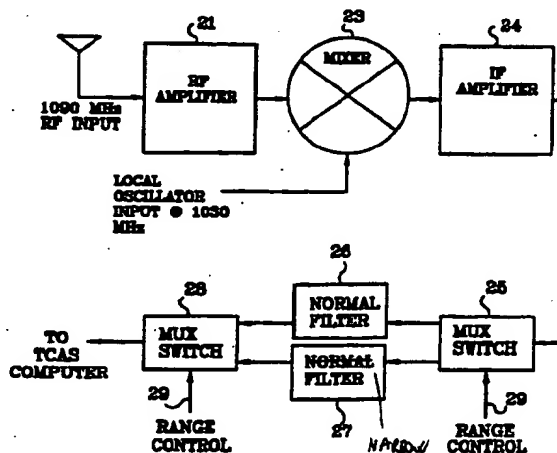 21
23
24
RF
AMPLIFIER
MIXER
IF
AMPLIFIER
1090 MHz
RF INPUT
LOCAL
OSCILLATOR
INPUT @ 1030
MHz
26
28
25
NORMAL
FILTER
MUX
SWITCH
MUX
SWITCH
TO
TCAS
COMPUTER
NORMAL
FILTER
29
29
27
NARROW
RANGE
CONTROL
RANGE
CONTROL